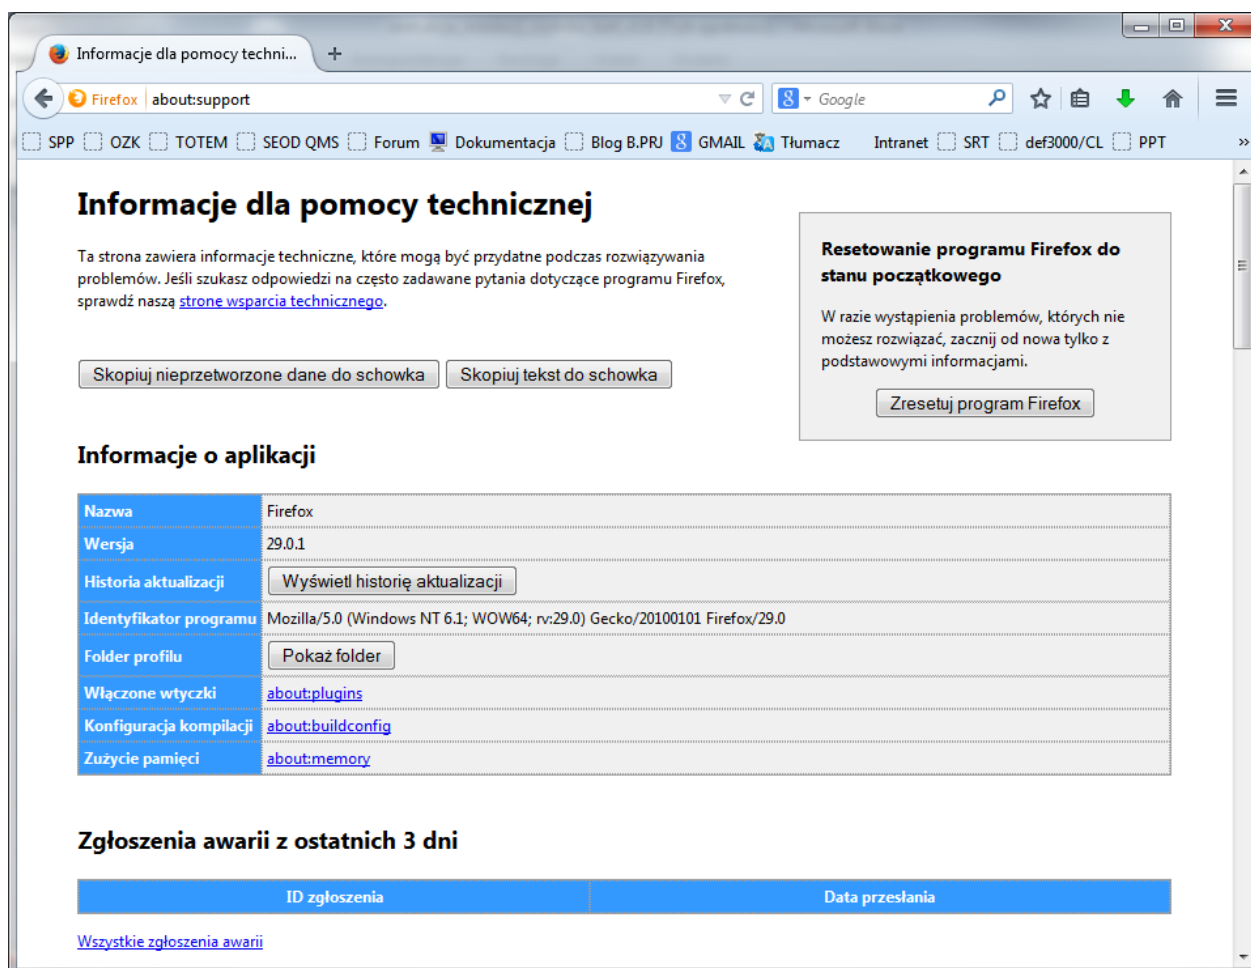 Informacje dla pomocy techni...
Firefox about:support Google
SPP OZK TOTEM SEOD QMS Forum Dokumentacja Blog B.PRJ GMAIL Tłumacz Intranet SRT def3000/CL PPT »
Informacje dla pomocy technicznej
Ta strona zawiera informacje techniczne, które mogą być przydatne podczas rozwiązywania
problemów. Jeśli szukasz odpowiedzi na często zadawane pytania dotyczące programu Firefox,
sprawdź naszą strone wsparcia technicznego.
Resetowanie programu Firefox do
stanu początkowego
W razie wystąpienia problemów, których nie
możesz rozwiązać, zacznij od nowa tylko z
podstawowymi informacjami.
Zresetuj program Firefox
Skopiuj nieprzetworzone dane do schowka Skopiuj tekst do schowka
Informacje o aplikacji
Nazwa Firefox
Wersja 29.0.1
Historia aktualizacji Wyświetl historię aktualizacji
Identyfikator programu Mozilla/5.0 (Windows NT 6.1; WOW64; rv:29.0) Gecko/20100101 Firefox/29.0
Folder profilu Pokaż folder
Włączone wtyczki about:plugins
Konfiguracja kompilacji about:buildconfig
Zużycie pamięci about:memory
Zgłoszenia awarii z ostatnich 3 dni
ID zgłoszenia Data przesłania
Wszystkie zgłoszenia awarii